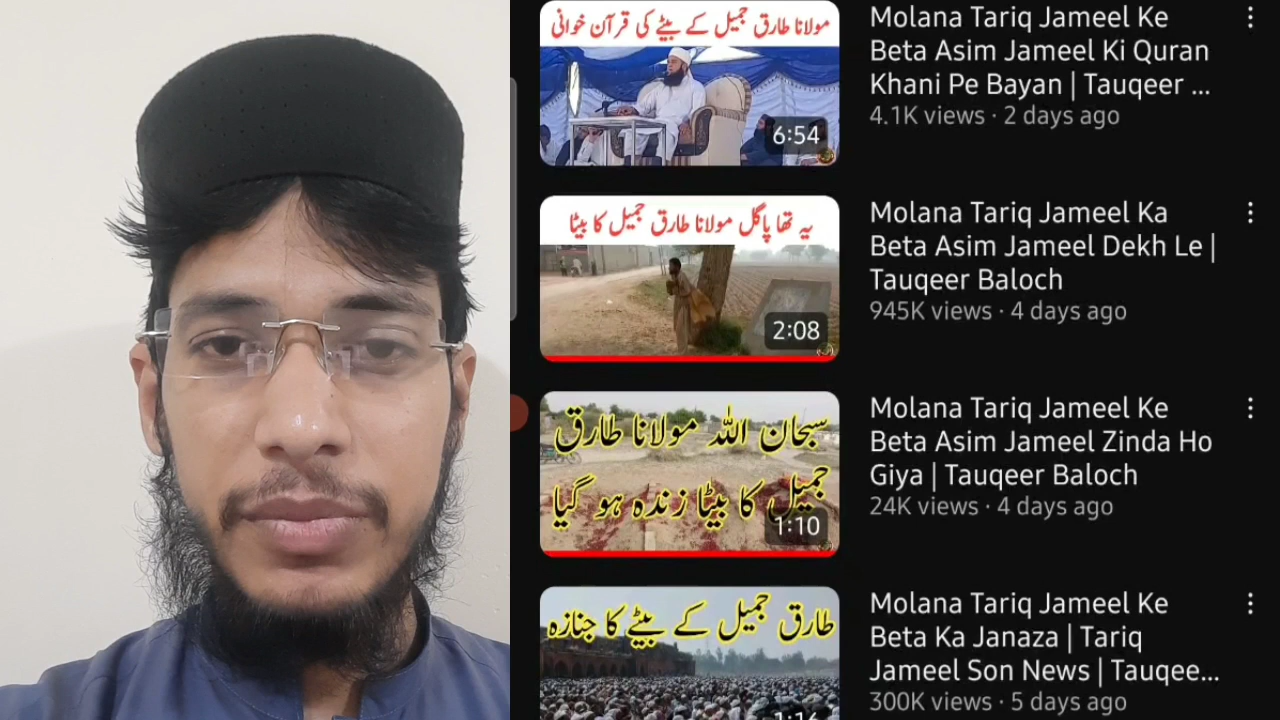 مولانا طارق جمیل کے بیٹے کی قرآن خوانی
6:54
Molana Tariq Jameel Ke
Beta Asim Jameel Ki Quran
Khani Pe Bayan | Tauqeer ...
4.1K views · 2 days ago
یہ تھا پاگل مولانا طارق جمیل کا بیٹا
2:08
Molana Tariq Jameel Ka
Beta Asim Jameel Dekh Le |
Tauqeer Baloch
945K views · 4 days ago
سبحان اللہ مولانا طارق
جمیل کا بیٹا زندہ ہو گیا
1:10
Molana Tariq Jameel Ke
Beta Asim Jameel Zinda Ho
Giya | Tauqeer Baloch
24K views · 4 days ago
طارق جمیل کے بیٹے کا جنازہ
1:16
Molana Tariq Jameel Ke
Beta Ka Janaza | Tariq
Jameel Son News | Tauqee...
300K views · 5 days ago